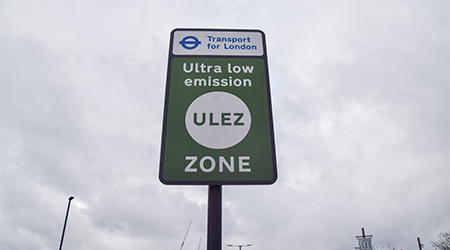 Transport
for London
Ultra low
emission
ULEZ
ZONE